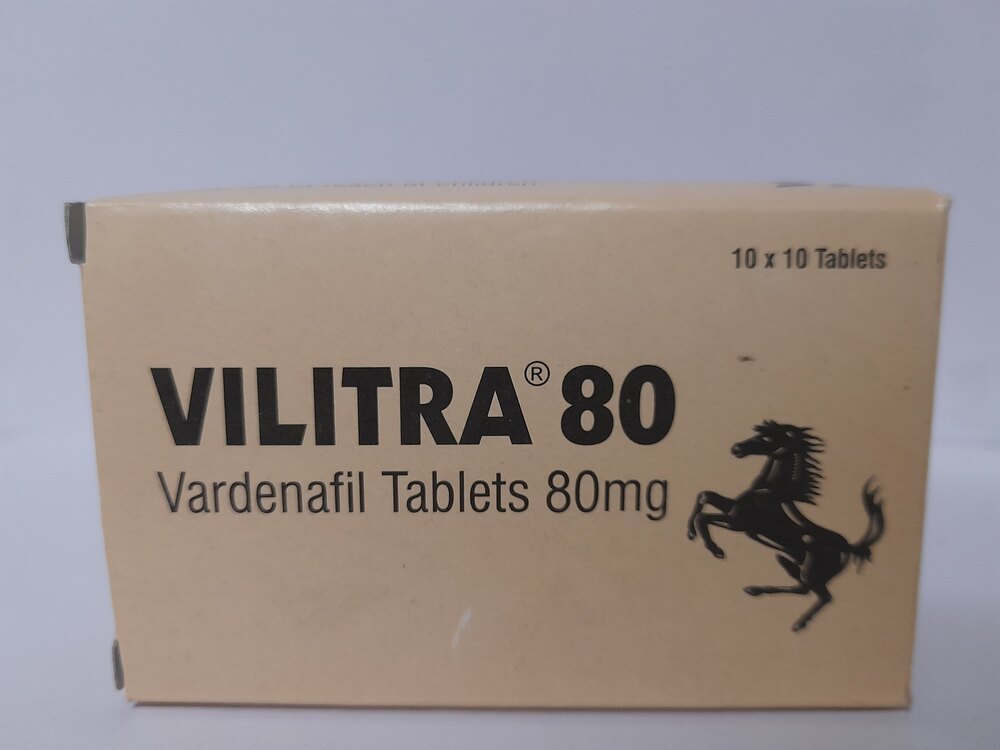 10 x 10 Tablets
VILITRA® 80
Vardenafil Tablets 80mg